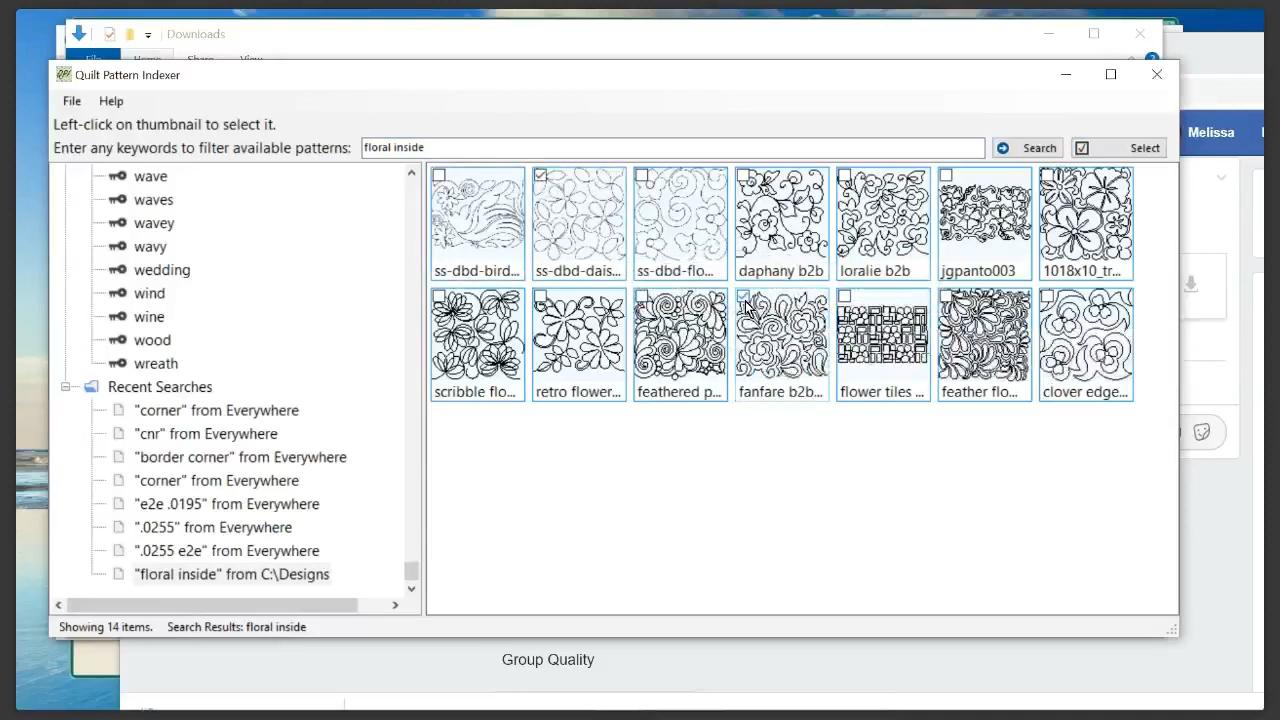 Downloads
File Home Share View
Quilt Pattern Indexer
File Help
Left-click on thumbnail to select it.
Enter any keywords to filter available patterns: floral inside Search Select
Melissa
wave
waves
wavey
wavy
wedding
wind
wine
wood
wreath
Recent Searches
"corner" from Everywhere
"cnr" from Everywhere
"border corner" from Everywhere
"corner" from Everywhere
"e2e .0195" from Everywhere
".0255" from Everywhere
".0255 e2e" from Everywhere
"floral inside" from C:\Designs
ss-dbd-bird... ss-dbd-dais... ss-dbd-flo... daphany b2b loralie b2b jgpanto003 1018x10_tr...
scribble flo... retro flower... feathered p... fanfare b2b... flower tiles ... feather flo... clover edge...
Showing 14 items. Search Results: floral inside
Group Quality